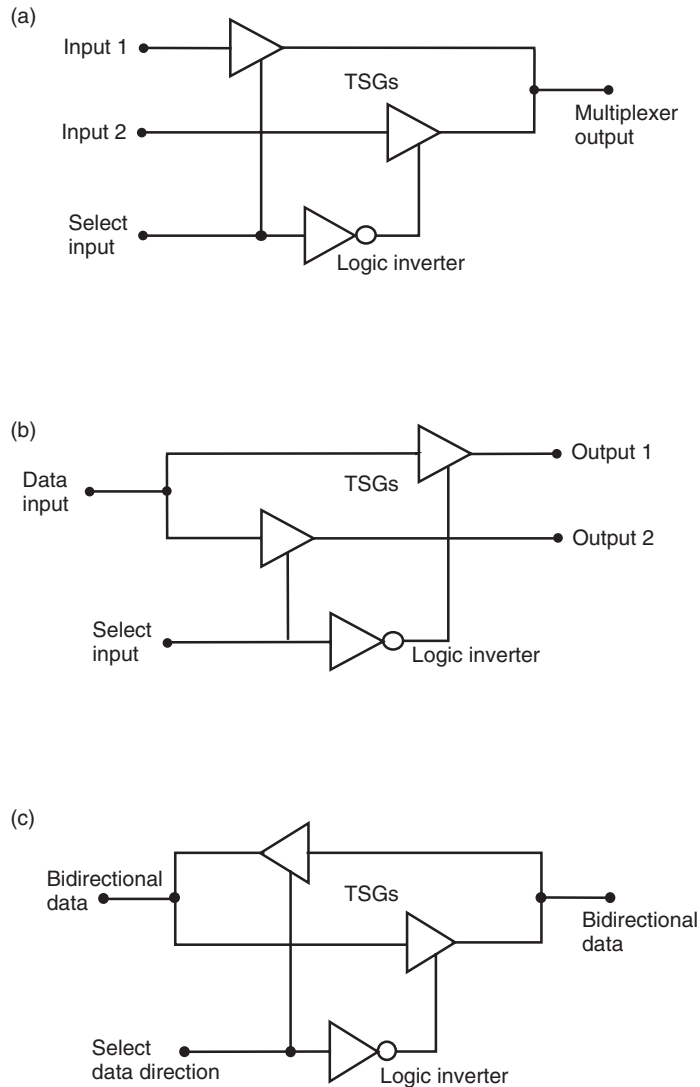 (a)
Input 1
TSGs
Input 2
Multiplexer
output
Select
input
Logic inverter
(b)
Output 1
Data
input
TSGs
Output 2
Select
input
Logic inverter
(c)
Bidirectional
data
TSGs
Bidirectional
data
Select
data direction
Logic inverter